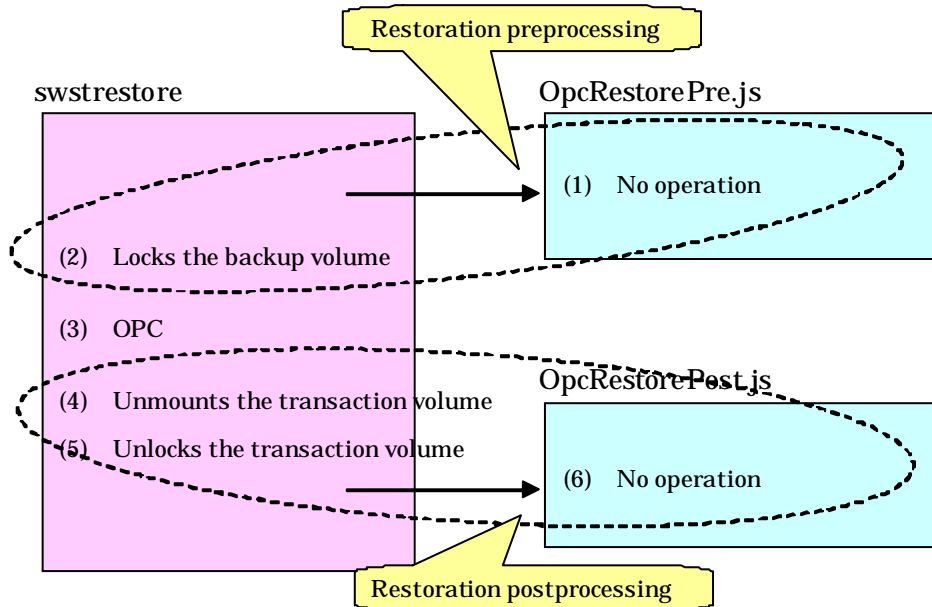 Restoration preprocessing
swstrestore
OpcRestorePre.js
(1) No operation
(2) Locks the backup volume
(3) OPC
OpcRestorePost.js
(4) Unmounts the transaction volume
(5) Unlocks the transaction volume
(6) No operation
Restoration postprocessing